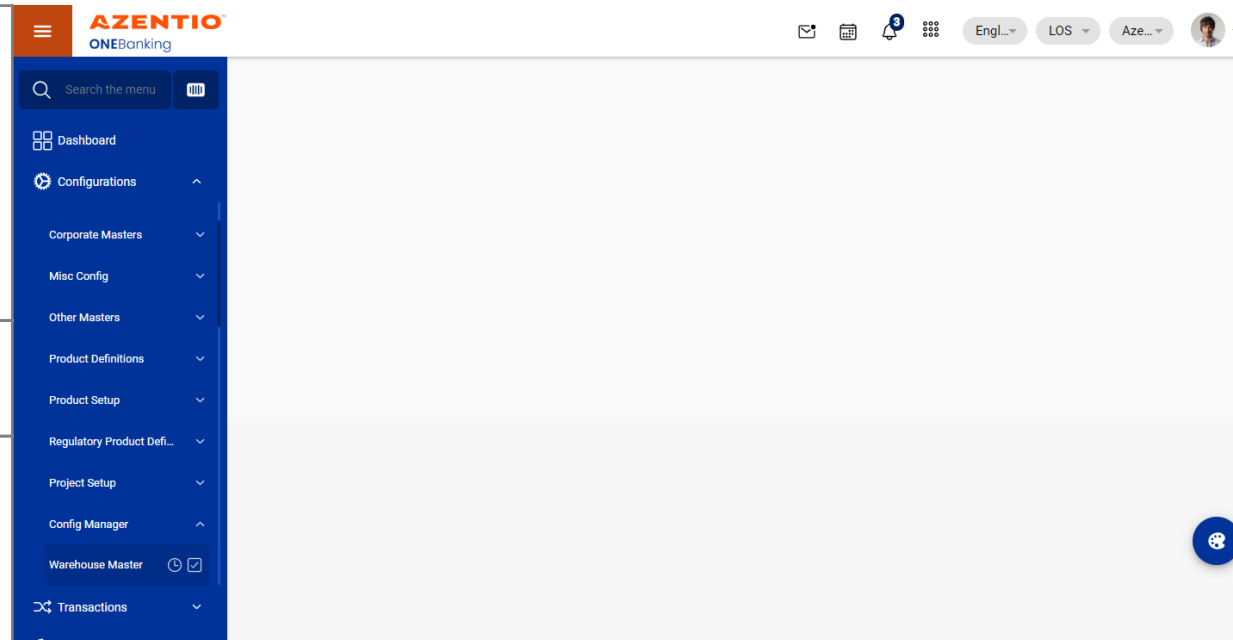 AZENTIO
ONEBanking
3
Engl...
LOS
Aze...
Search the menu
Dashboard
Configurations
Corporate Masters
Misc Config
Other Masters
Product Definitions
Product Setup
Regulatory Product Defi...
Project Setup
Config Manager
Warehouse Master
Transactions